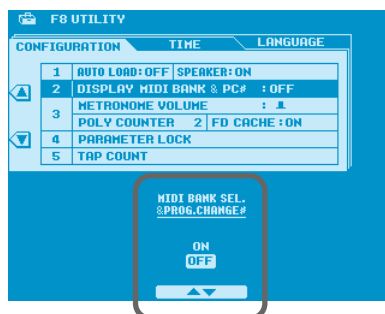 F8 UTILITY
CONFIGURATION TIME LANGUAGE
1 AUTO LOAD:OFF SPEAKER:ON
2 DISPLAY MIDI BANK & PC# :OFF
3 METRONOME VOLUME :
POLY COUNTER 2 FD CACHE:ON
4 PARAMETER LOCK
5 TAP COUNT
MIDI BANK SEL.
&PROG.CHANGE#
ON
OFF